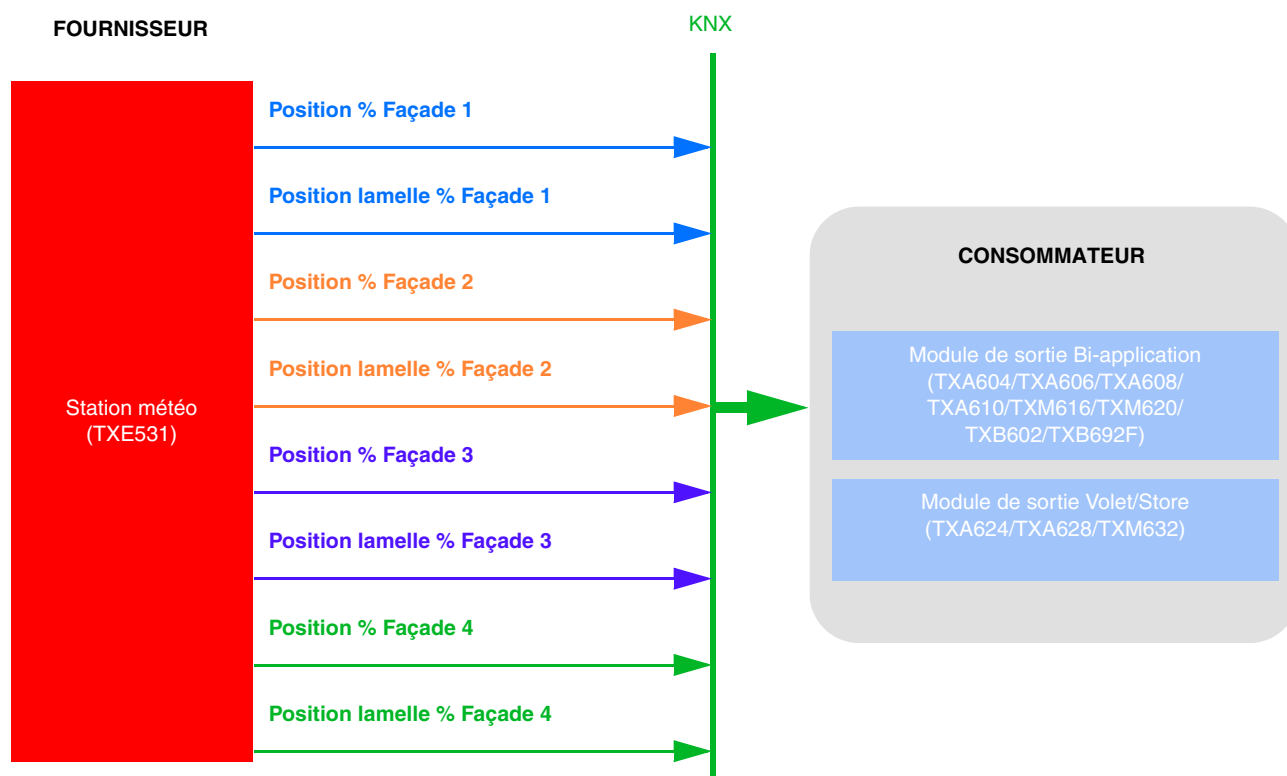 FOURNISSEUR
KNX
Position % Façade 1
Position lamelle % Façade 1
Position % Façade 2
Position lamelle % Façade 2
Position % Façade 3
Position lamelle % Façade 3
Position % Façade 4
Position lamelle % Façade 4
Station météo
(TXE531)
CONSOMMATEUR
Module de sortie Bi-application
(TXA604/TXA606/TXA608/
TXA610/TXM616/TXM620/
TXB602/TXB692F)
Module de sortie Volet/Store
(TXA624/TXA628/TXM632)